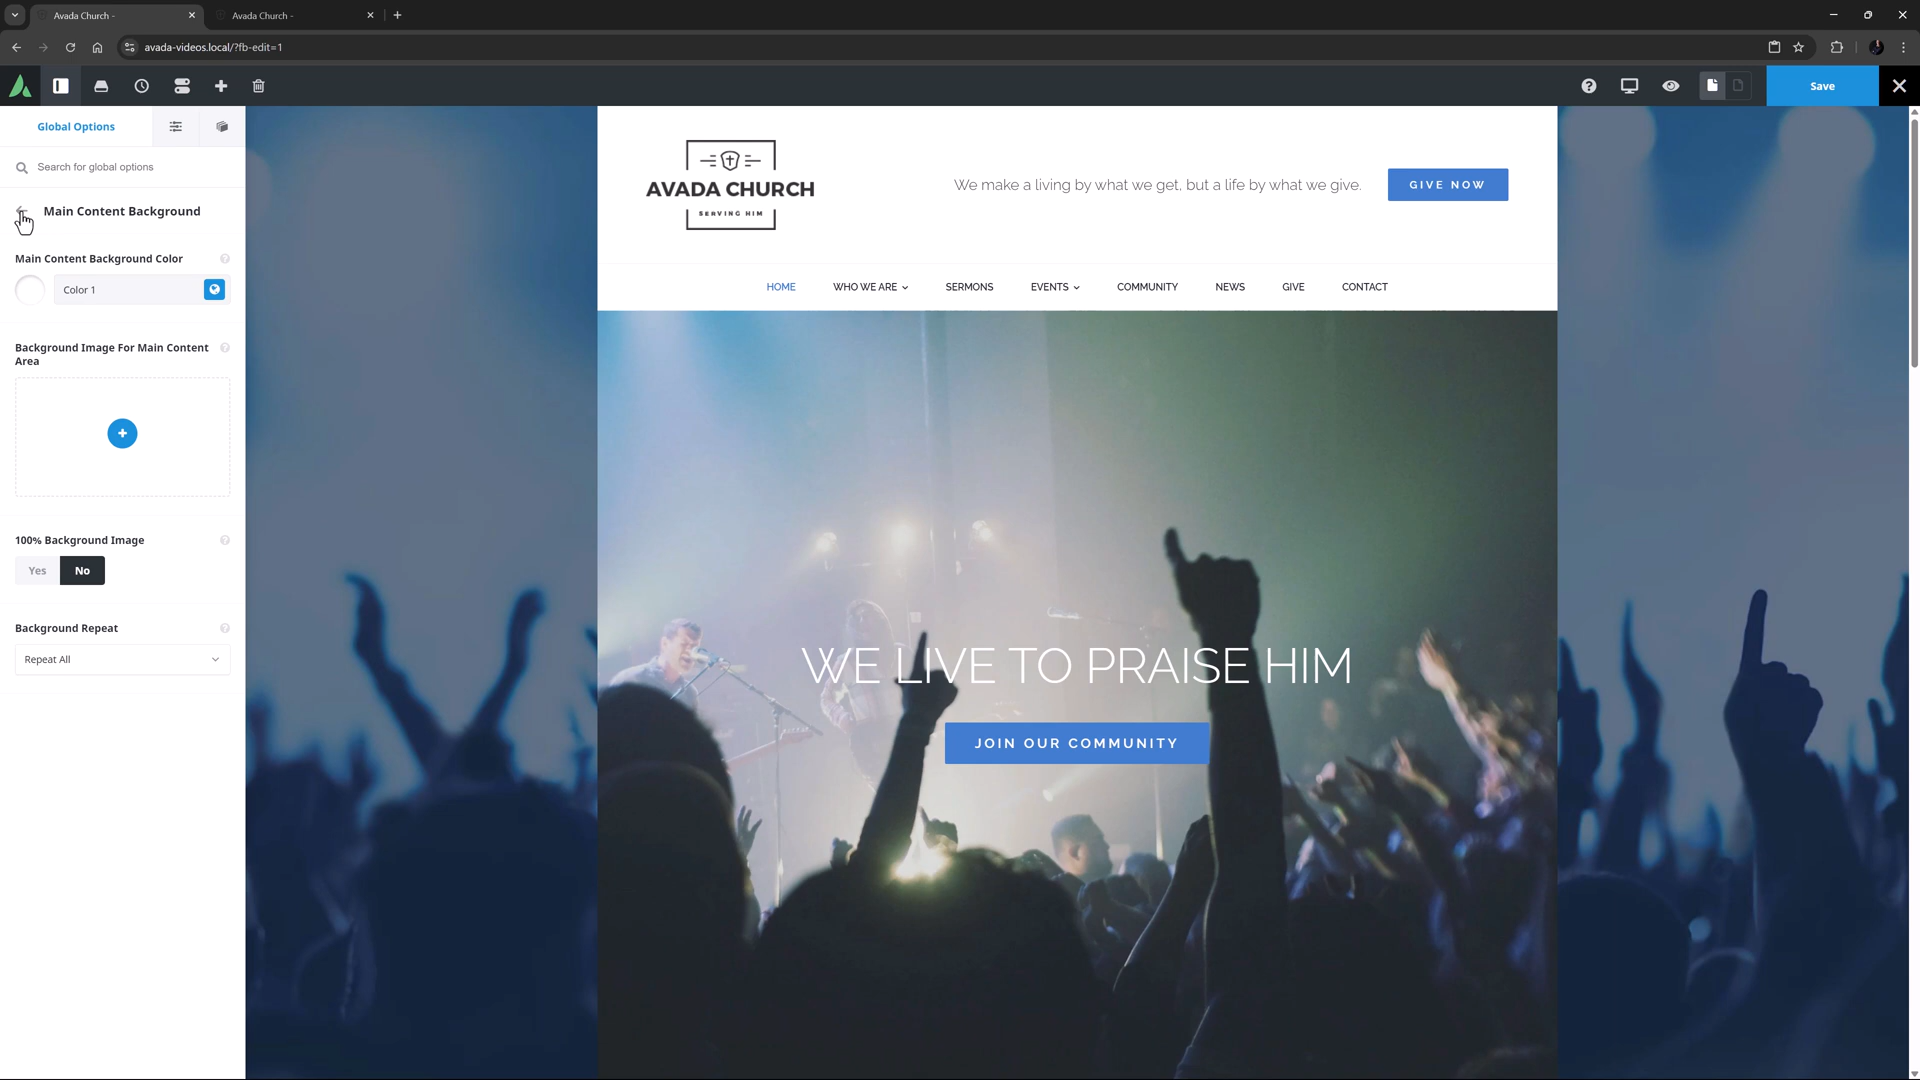 Avada Church -
Avada Church -
avada-videos.local/?fb-edit=1
Save
Global Options
Search for global options
Main Content Background
Main Content Background Color
Color 1
Background Image For Main Content
Area
100% Background Image
Yes
No
Background Repeat
Repeat All
AVADA CHURCH
SERVING HIM
We make a living by what we get, but a life by what we give.
GIVE NOW
HOME
WHO WE ARE
SERMONS
EVENTS
COMMUNITY
NEWS
GIVE
CONTACT
WE LIVE TO PRAISE HIM
JOIN OUR COMMUNITY